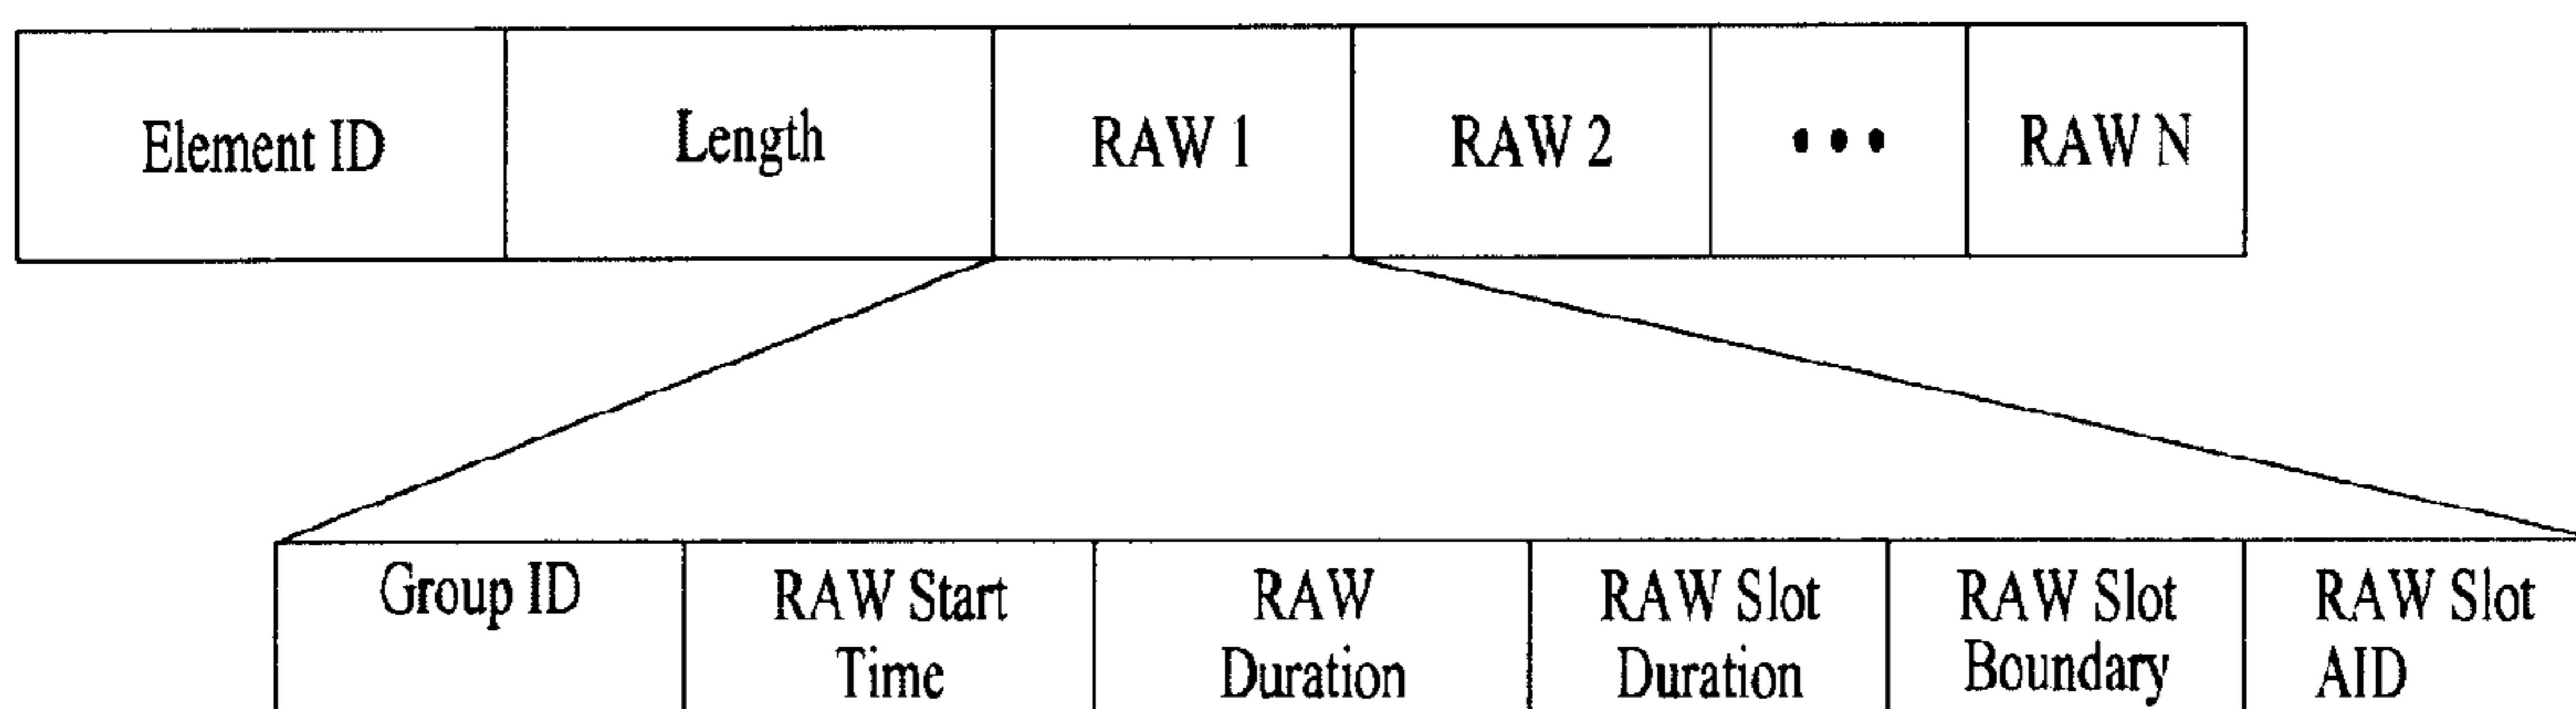 Element ID Length RAW 1 RAW 2 ••• RAW N
Group ID RAW Start RAW RAW Slot RAW Slot RAW Slot
Time Duration Duration Boundary AID